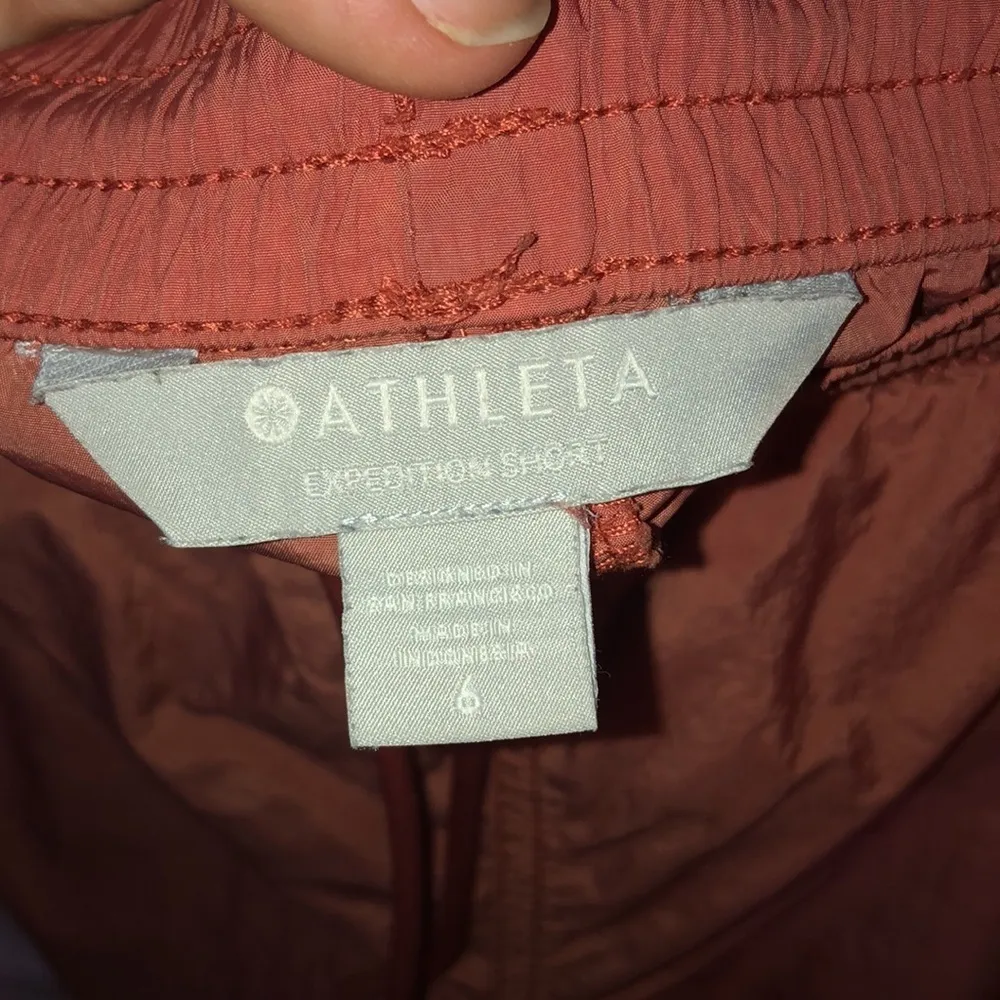 ATHLETA
EXPEDITION SHORT
DESIGNED IN
SAN FRANCISCO
MADE IN
INDONESIA
6